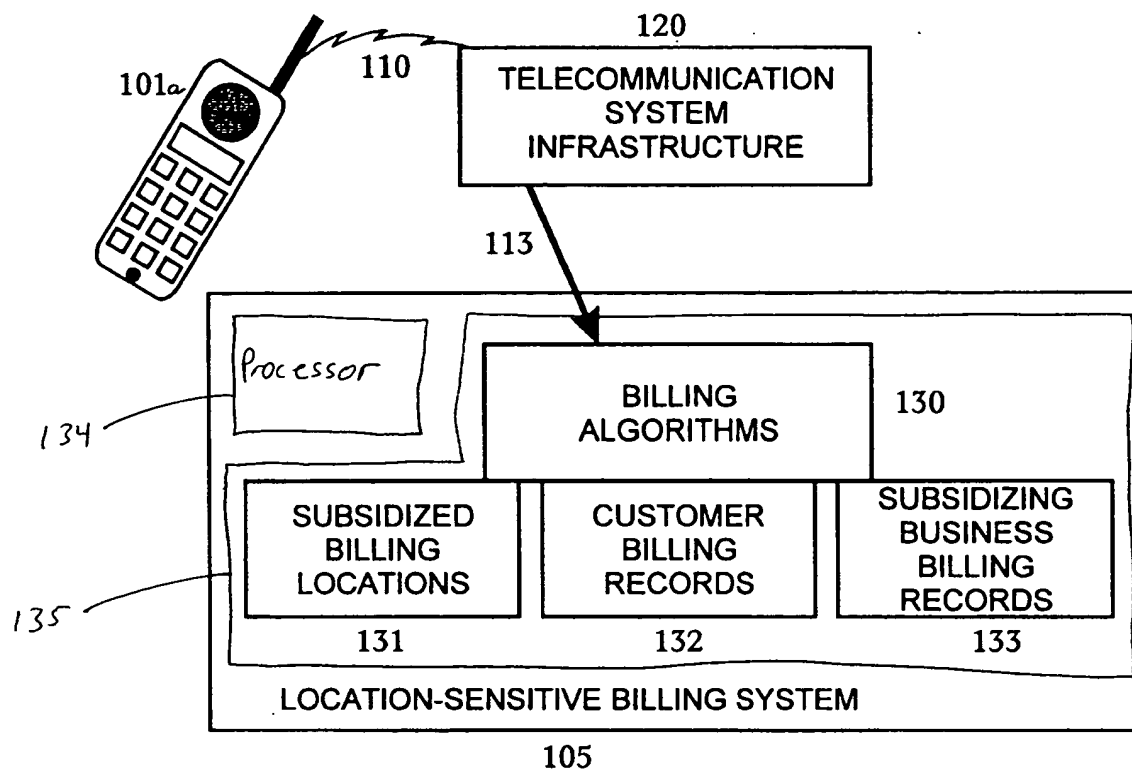 120
101a
110
TELECOMMUNICATION
SYSTEM
INFRASTRUCTURE
113
Processor
134
BILLING
ALGORITHMS
130
SUBSIDIZED
BILLING
LOCATIONS
CUSTOMER
BILLING
RECORDS
SUBSIDIZING
BUSINESS
BILLING
RECORDS
135
131
132
133
LOCATION-SENSITIVE BILLING SYSTEM
105